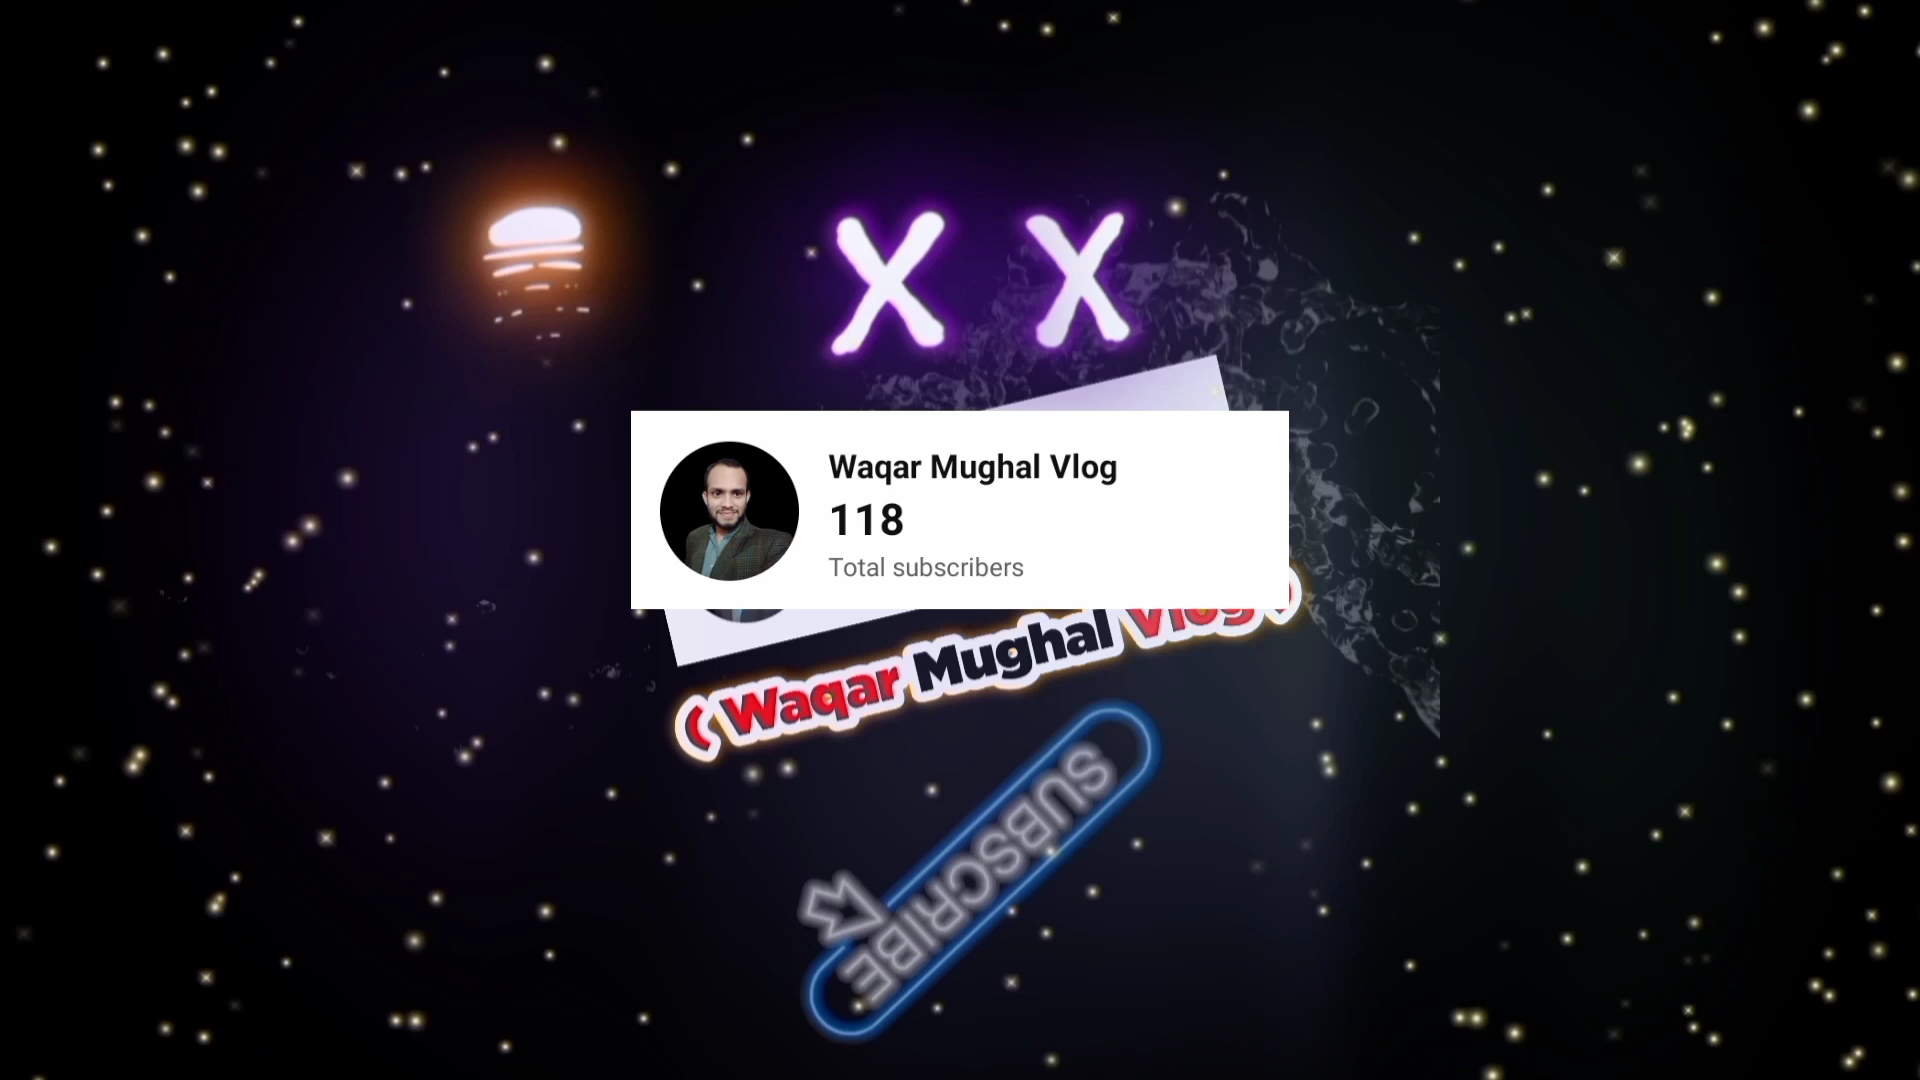 X X
Waqar Mughal Vlog
118
Total subscribers
( Waqar Mughal Vlog )
SUBSCRIBE